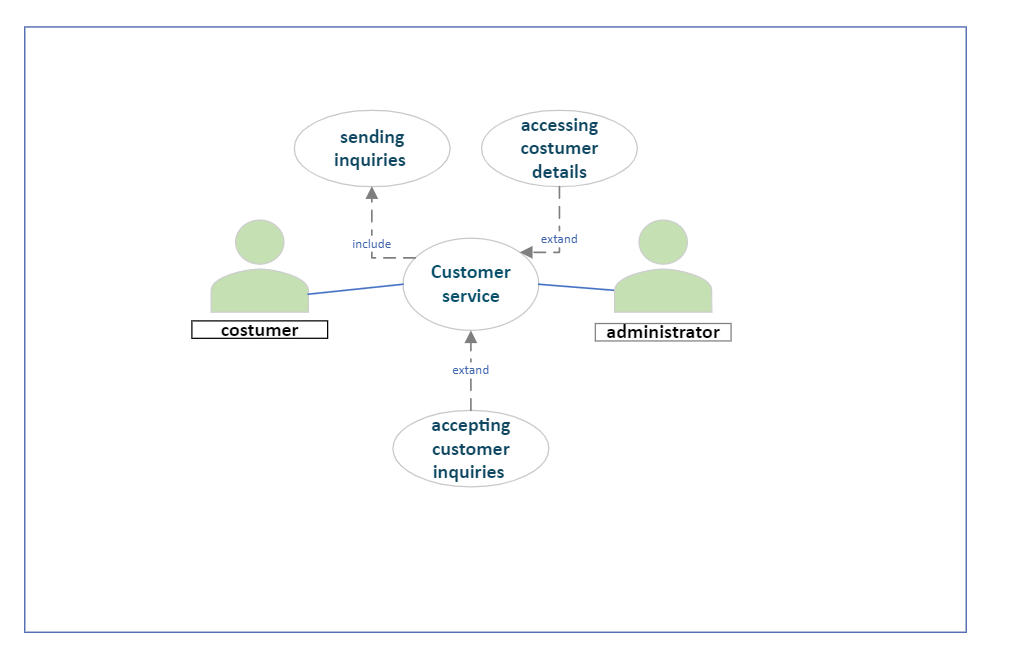 sending
inquiries
accessing
costumer
details
include
extand
Customer
service
costumer
administrator
extand
accepting
customer
inquiries